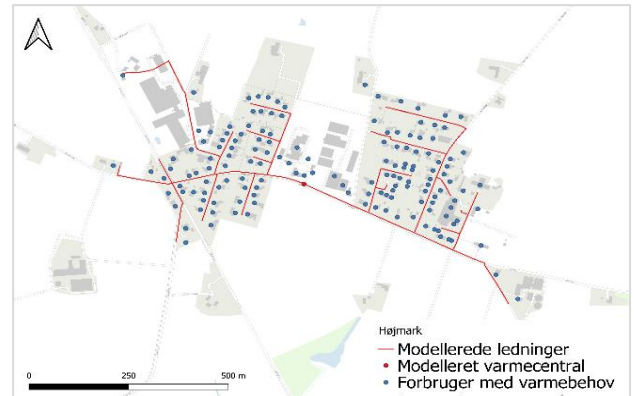 Højmark
Modellerede ledninger
Modelleret varmecentral
Forbruger med varmebehov
0 250 500 m